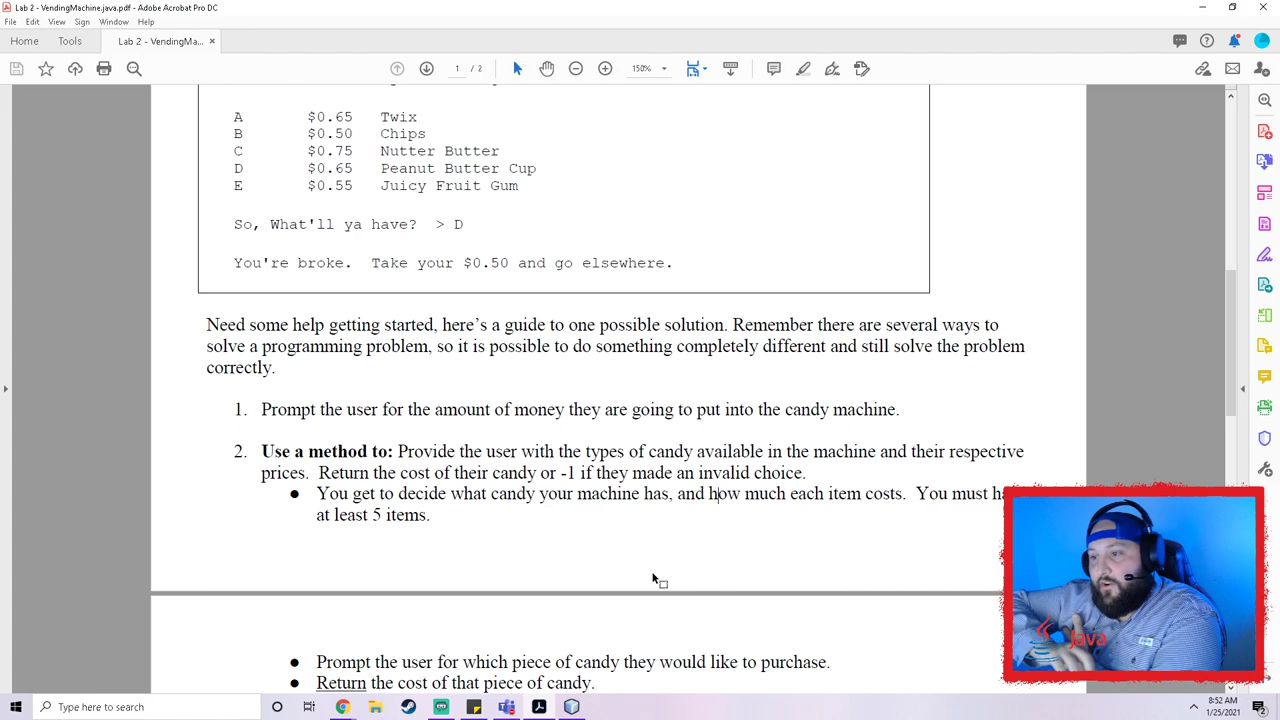 Lab 2 - VendingMachine.java.pdf - Adobe Acrobat Pro DC
File Edit View Sign Window Help
Home Tools Lab 2 - VendingMa... ×
1 / 2 150%
A $0.65 Twix
B $0.50 Chips
C $0.75 Nutter Butter
D $0.65 Peanut Butter Cup
E $0.55 Juicy Fruit Gum
So, What'll ya have? > D
You're broke. Take your $0.50 and go elsewhere.
Need some help getting started, here's a guide to one possible solution. Remember there are several ways to
solve a programming problem, so it is possible to do something completely different and still solve the problem
correctly.
1. Prompt the user for the amount of money they are going to put into the candy machine.
2. Use a method to: Provide the user with the types of candy available in the machine and their respective
prices. Return the cost of their candy or -1 if they made an invalid choice.
● You get to decide what candy your machine has, and how much each item costs. You must
at least 5 items.
● Prompt the user for which piece of candy they would like to purchase.
● Return the cost of that piece of candy.
Java
Type here to search
8:52 AM
1/25/2021
2